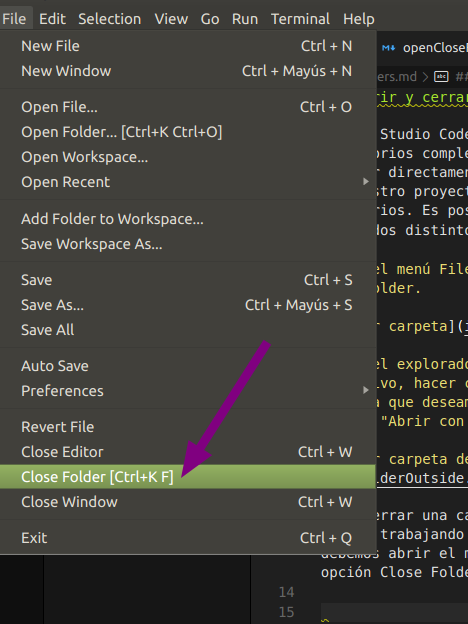 File Edit Selection View Go Run Terminal Help
New File Ctrl + N
New Window Ctrl + Mayús + N
Open File... Ctrl + O
Open Folder... [Ctrl+K Ctrl+O]
Open Workspace...
Open Recent
Add Folder to Workspace...
Save Workspace As...
Save Ctrl + S
Save As... Ctrl + Mayús + S
Save All
Auto Save
Preferences
Revert File
Close Editor Ctrl + W
Close Folder [Ctrl+K F]
Close Window Ctrl + W
Exit Ctrl + Q
openClose
ers.md > abc ##
rir y cerrar
Studio Code
orios comple
r directamen
stro proyect
rios. Es pos
dos distinto
el menú File
older.
r carpeta](i
el explorado
ivo, hacer c
a que deseam
"Abrir con
r carpeta de
lderOutside.
errar una ca
trabajando
debemos abrir el m
opción Close Folde
14
15